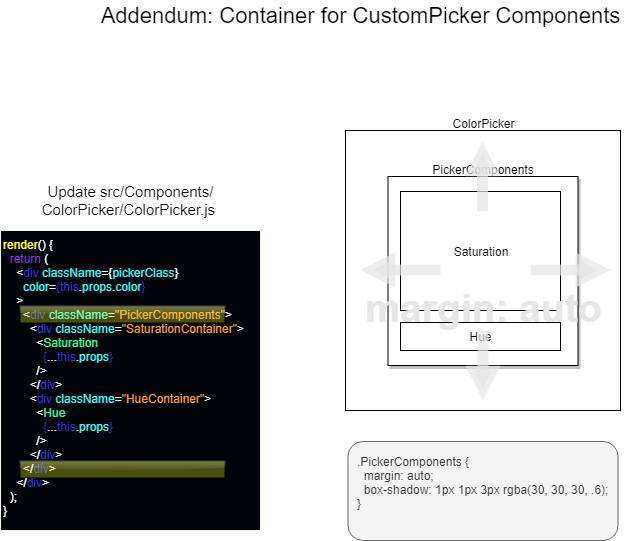 Addendum: Container for CustomPicker Components
Update src/Components/
ColorPicker/ColorPicker.js
render() {
return (
<div className={pickerClass}
color={this.props.color}
>
<div className="PickerComponents">
<div className="SaturationContainer">
<Saturation
{...this.props}
/>
</div>
<div className="HueContainer">
<Hue
{...this.props}
/>
</div>
</div>
</div>
);
}
ColorPicker
PickerComponents
Saturation
margin: auto
Hue
.PickerComponents {
margin: auto;
box-shadow: 1px 1px 3px rgba(30, 30, 30, .6);
}